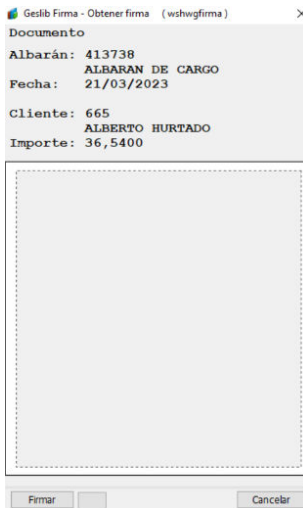 Geslib Firma - Obtener firma (wshwgfirma)
Documento
Albarán: 413738
ALBARAN DE CARGO
Fecha: 21/03/2023
Cliente: 665
ALBERTO HURTADO
Importe: 36,5400
Firmar
Cancelar